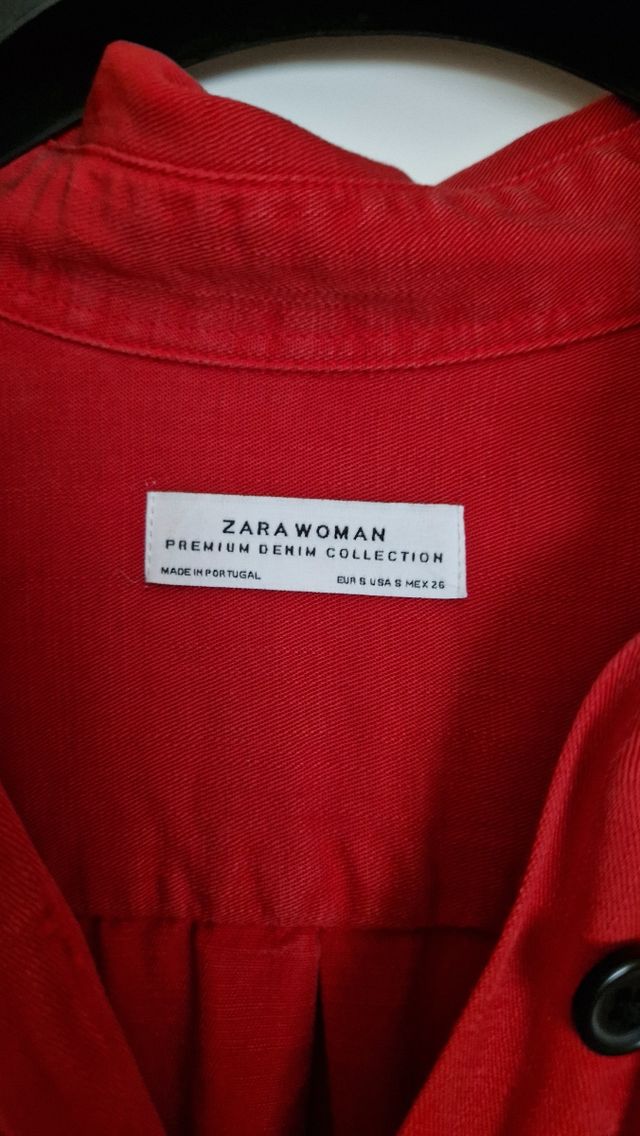 ZARA WOMAN
PREMIUM DENIM COLLECTION
MADE IN PORTUGAL
EUR S USA S MEX 26